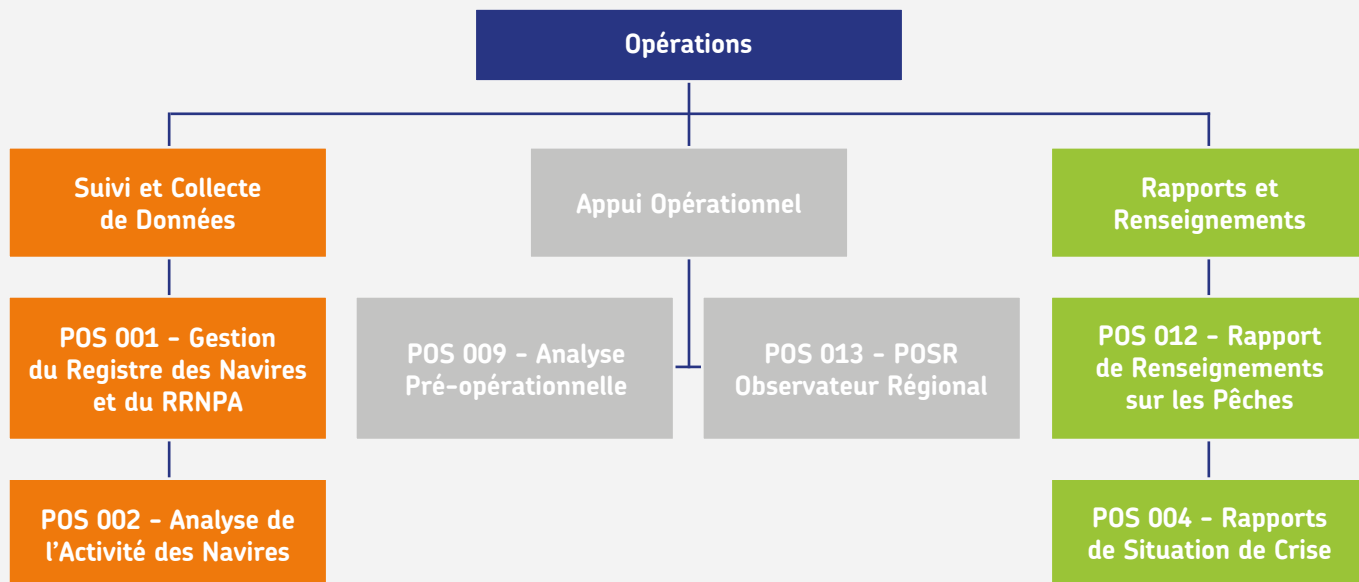 Opérations
Suivi et Collecte
de Données
Appui Opérationnel
Rapports et
Renseignements
POS 001 - Gestion
du Registre des Navires
et du RRNPA
POS 009 - Analyse
Pré-opérationnelle
POS 013 - POSR
Observateur Régional
POS 012 - Rapport
de Renseignements
sur les Pêches
POS 002 - Analyse de
l'Activité des Navires
POS 004 - Rapports
de Situation de Crise